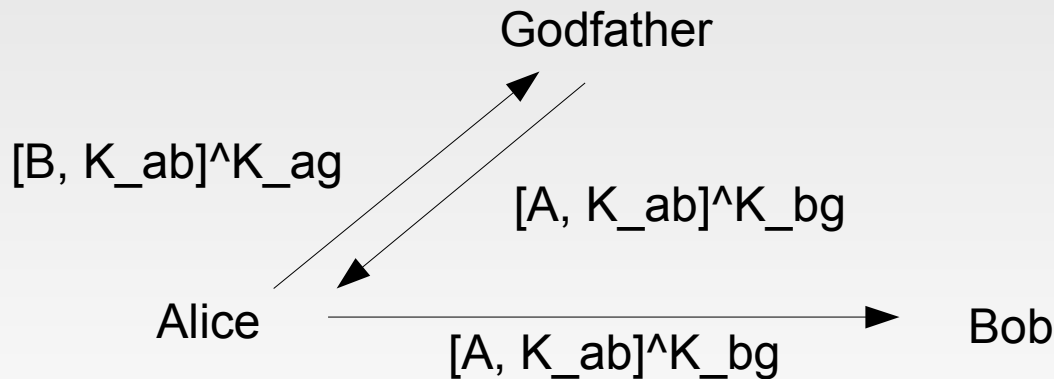 Godfather
[B, K_ab]^K_ag
[A, K_ab]^K_bg
Alice
Bob
[A, K_ab]^K_bg